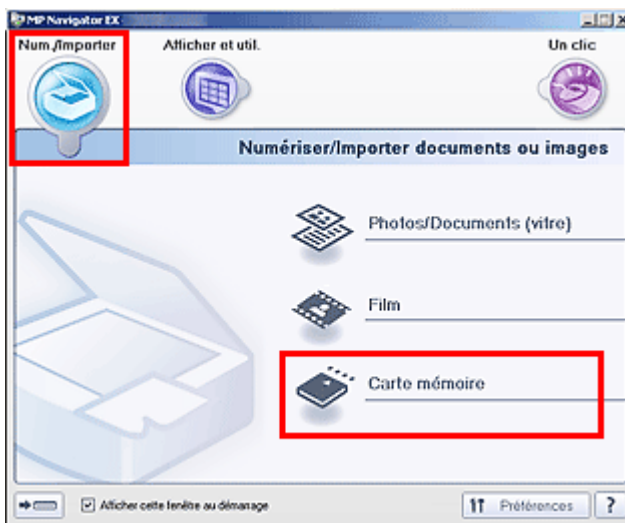 MP Navigator EX
Num./Importer
Afficher et util.
Un clic
Numériser/Importer documents ou images
Photos/Documents (vitre)
Film
Carte mémoire
Afficher cette fenêtre au démarrage
Préférences
?